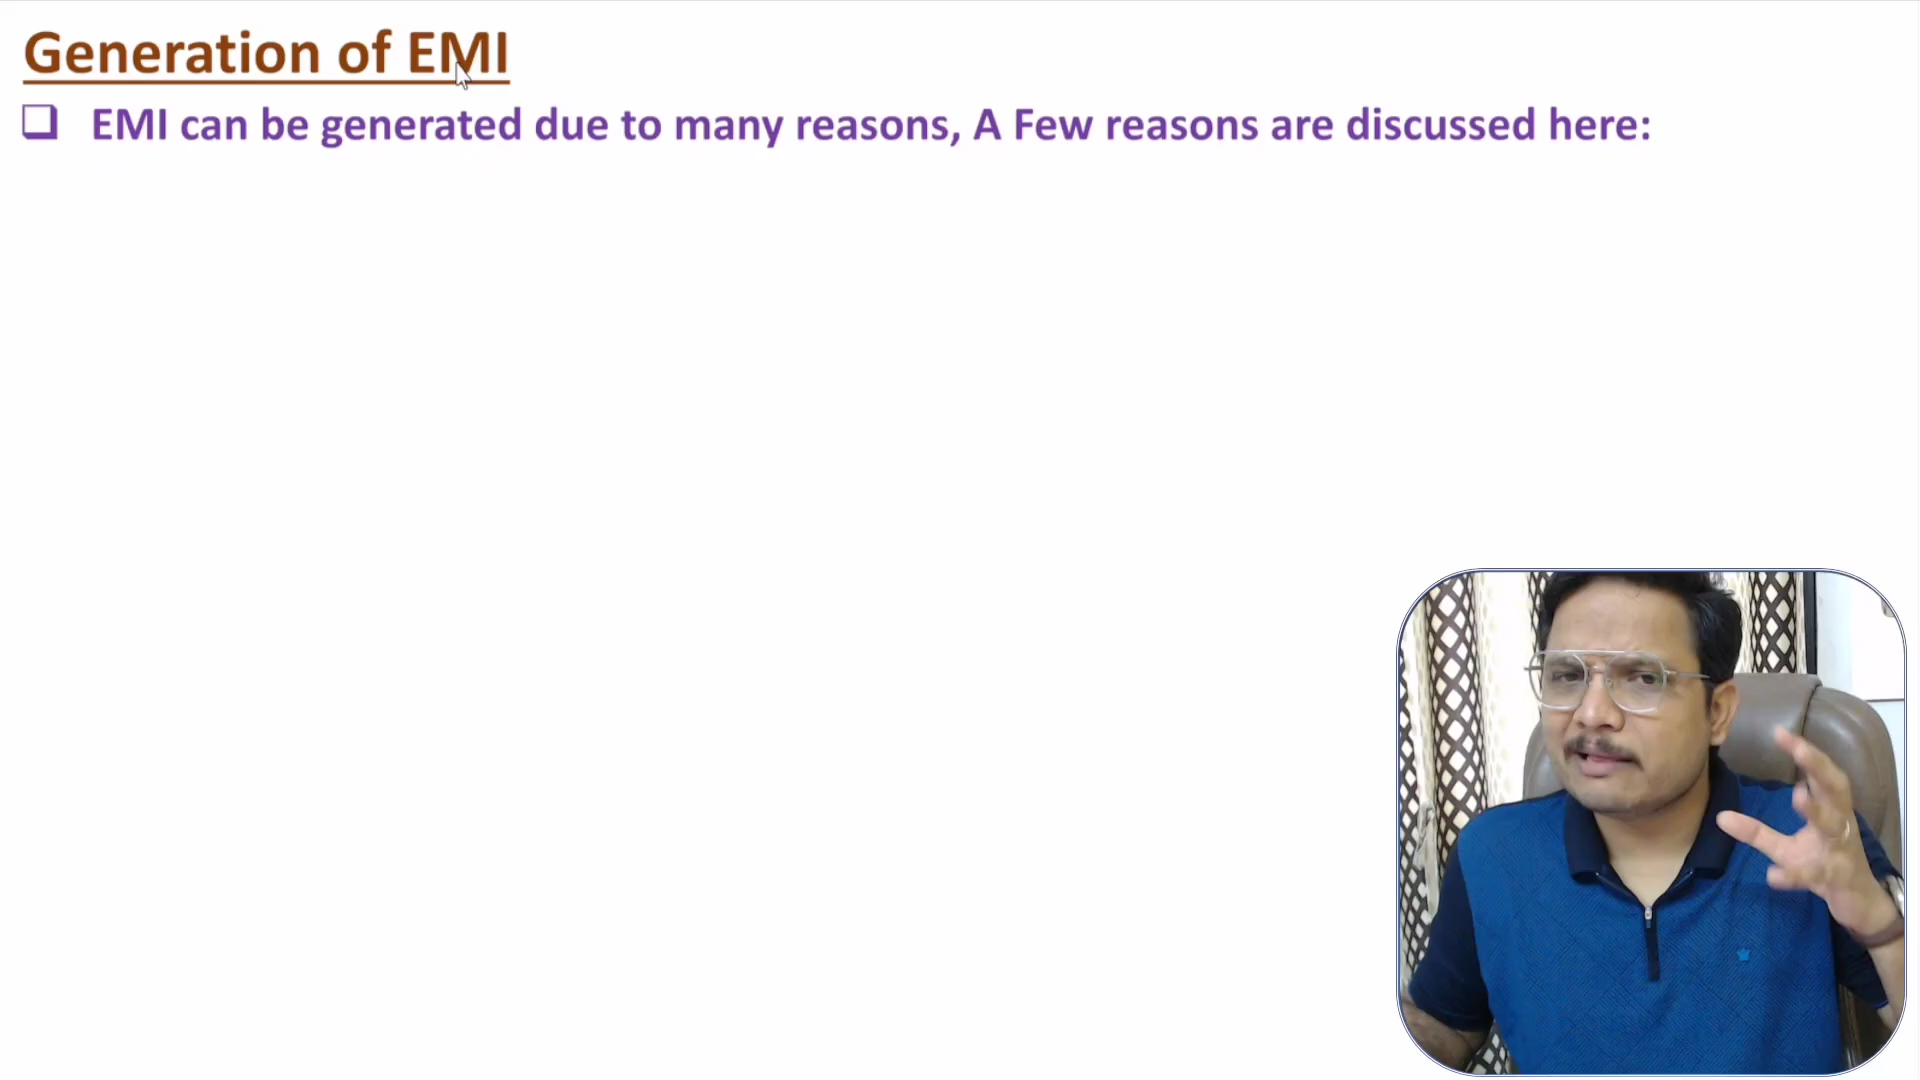 Generation of EMI
EMI can be generated due to many reasons, A Few reasons are discussed here: